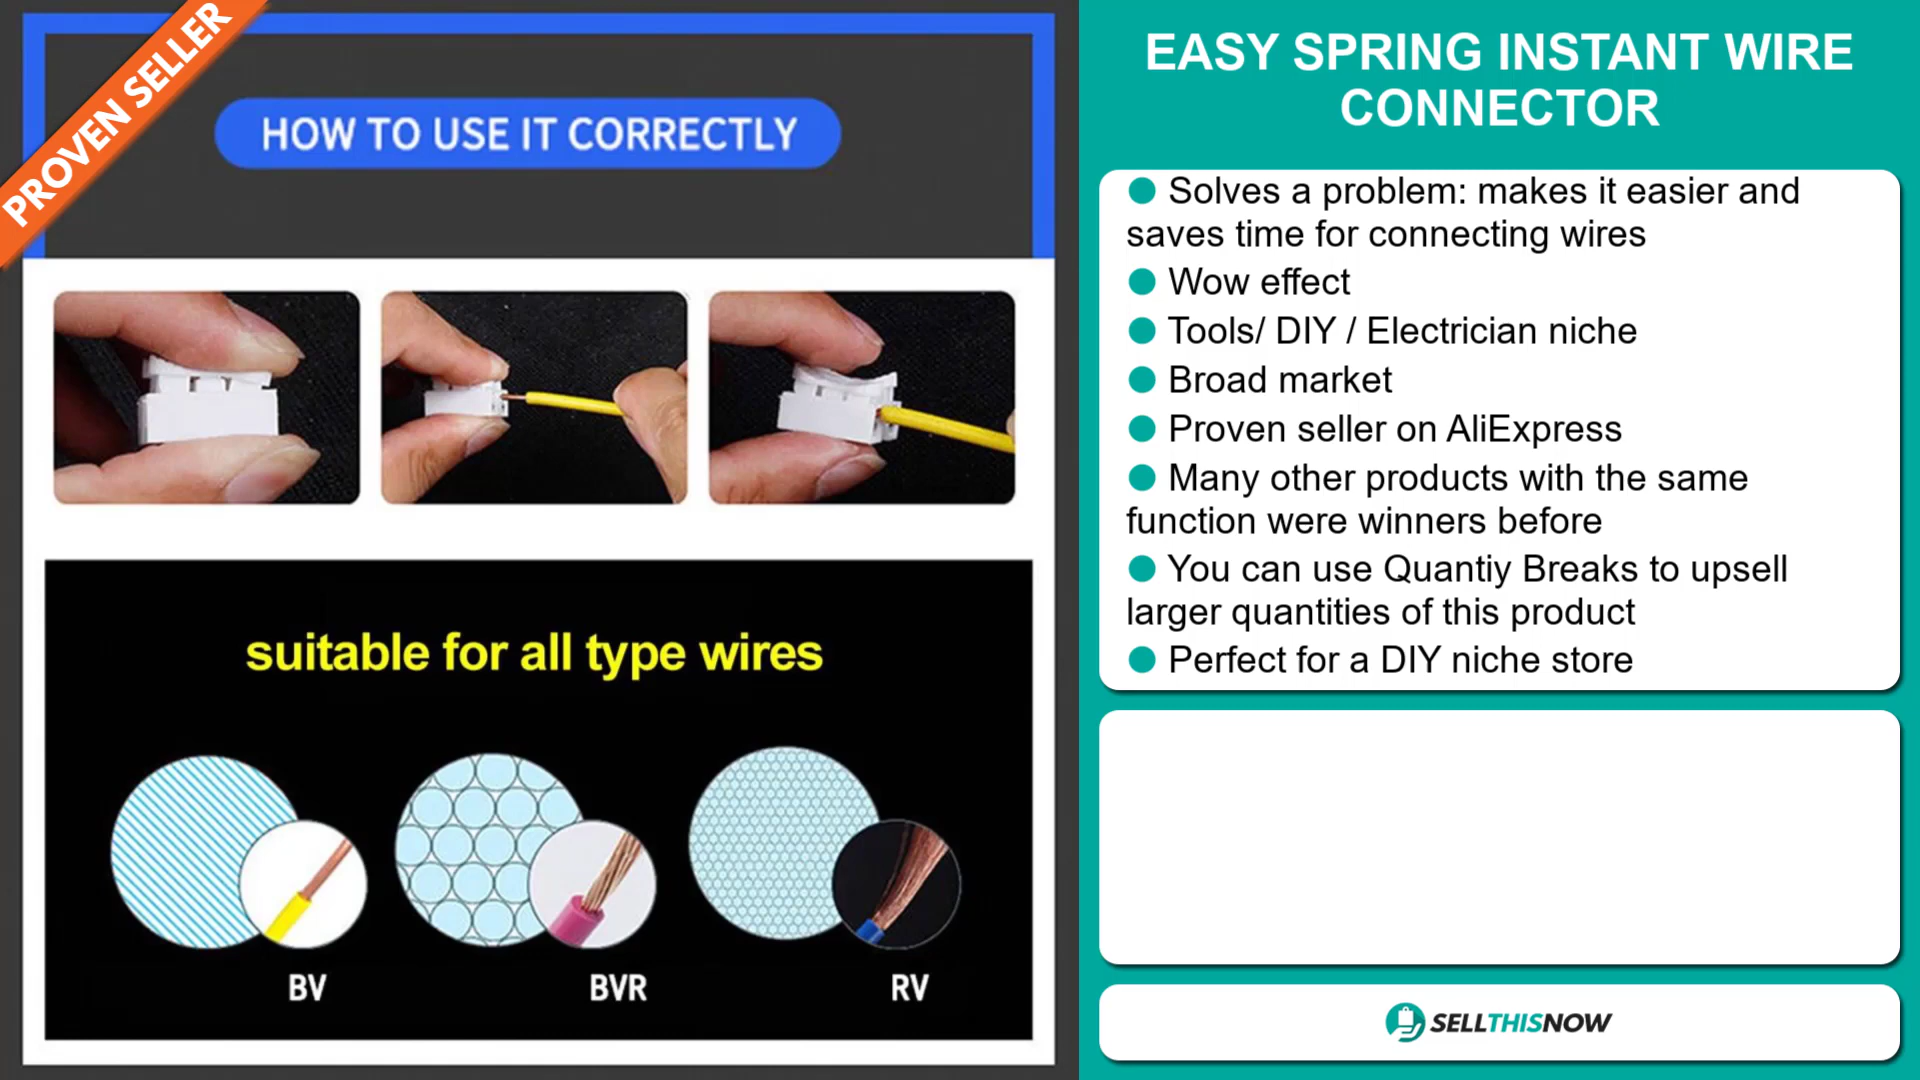 PROVEN SELLER
HOW TO USE IT CORRECTLY
suitable for all type wires
BV
BVR
RV
EASY SPRING INSTANT WIRE
CONNECTOR
● Solves a problem: makes it easier and
saves time for connecting wires
● Wow effect
● Tools/ DIY / Electrician niche
● Broad market
● Proven seller on AliExpress
● Many other products with the same
function were winners before
● You can use Quantiy Breaks to upsell
larger quantities of this product
● Perfect for a DIY niche store
SELLTHISNOW